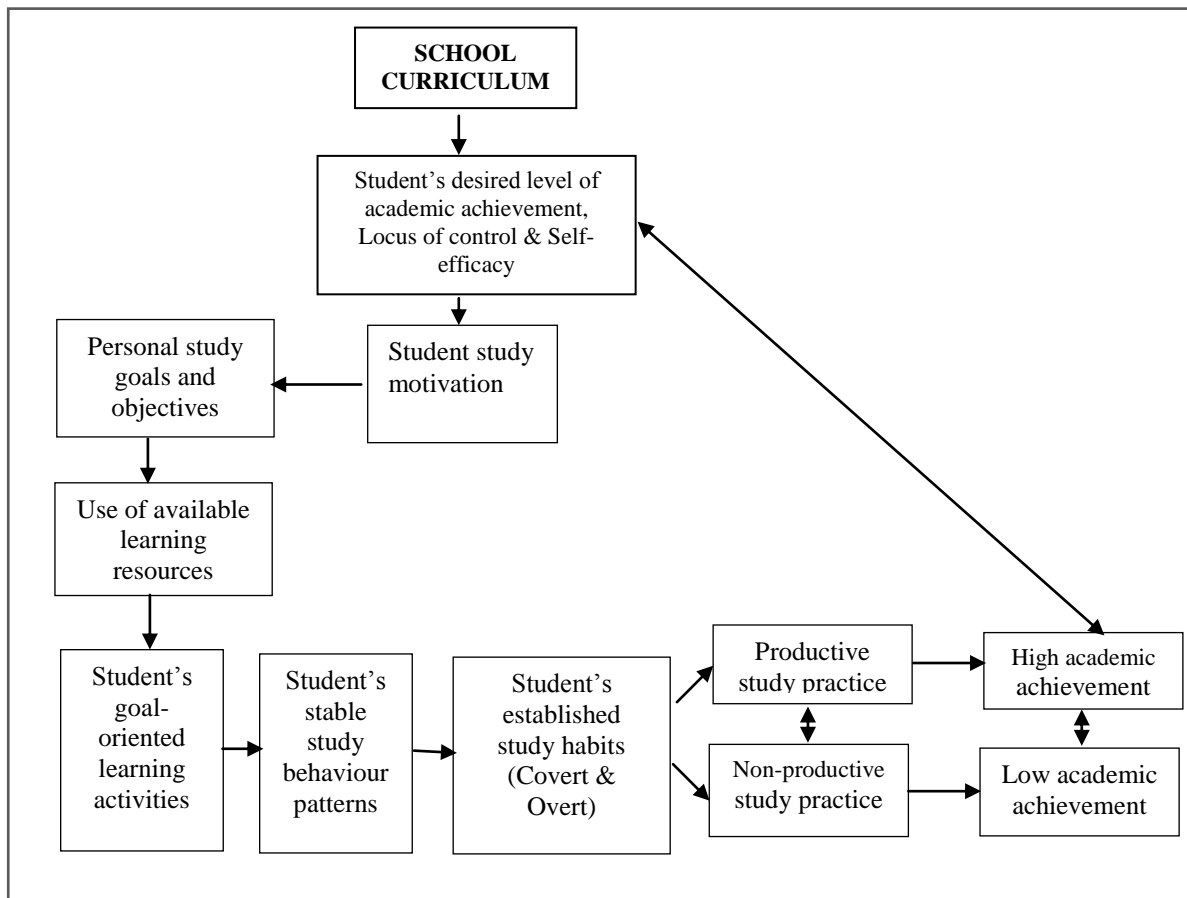 SCHOOL
CURRICULUM
Student’s desired level of
academic achievement,
Locus of control & Self-
efficacy
Personal study
goals and
objectives
Student study
motivation
Use of available
learning
resources
Student’s
goal-
oriented
learning
activities
Student’s
stable
study
behaviour
patterns
Student’s
established
study habits
(Covert &
Overt)
Productive
study practice
High academic
achievement
Non-productive
study practice
Low academic
achievement